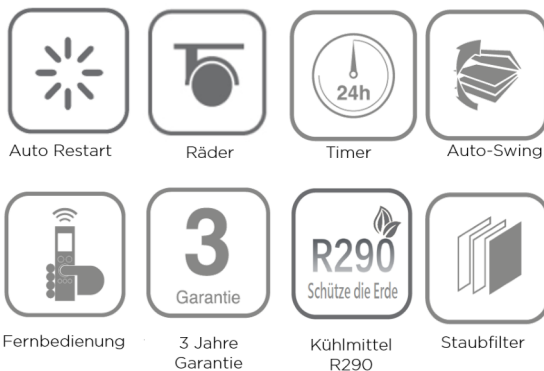 24h
Auto Restart
Räder
Timer
Auto-Swing
3
Garantie
R290
Schütze die Erde
Fernbedienung
3 Jahre
Garantie
Kühlmittel
R290
Staubfilter